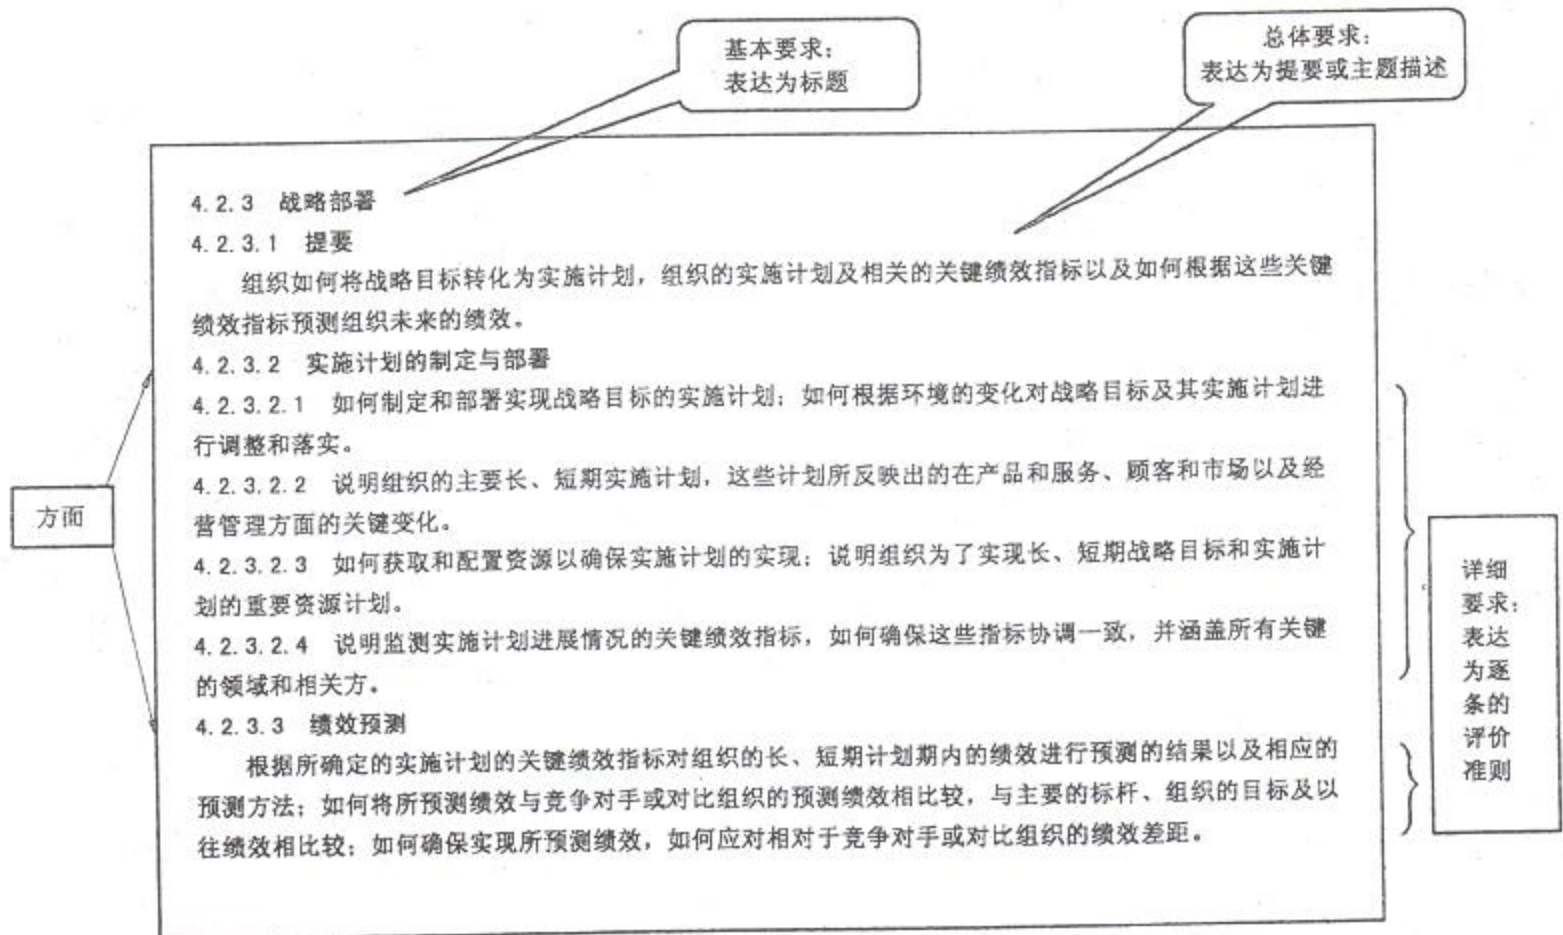 基本要求：
表达为标题
总体要求：
表达为提要或主题描述
4.2.3 战略部署
4.2.3.1 提要
组织如何将战略目标转化为实施计划，组织的实施计划及相关的关键绩效指标以及如何根据这些关键
绩效指标预测组织未来的绩效。
4.2.3.2 实施计划的制定与部署
4.2.3.2.1 如何制定和部署实现战略目标的实施计划；如何根据环境的变化对战略目标及其实施计划进
行调整和落实。
4.2.3.2.2 说明组织的主要长、短期实施计划，这些计划所反映出的在产品和服务、顾客和市场以及经
营管理方面的关键变化。
4.2.3.2.3 如何获取和配置资源以确保实施计划的实现；说明组织为了实现长、短期战略目标和实施计
划的重要资源计划。
4.2.3.2.4 说明监测实施计划进展情况的关键绩效指标，如何确保这些指标协调一致，并涵盖所有关键
的领域和相关方。
4.2.3.3 绩效预测
根据所确定的实施计划的关键绩效指标对组织的长、短期计划期内的绩效进行预测的结果以及相应的
预测方法；如何将所预测绩效与竞争对手或对比组织的预测绩效相比较，与主要的标杆、组织的目标及以
往绩效相比较；如何确保实现所预测绩效，如何应对相对于竞争对手或对比组织的绩效差距。
方面
详细
要求：
表达
为逐
条的
评价
准则